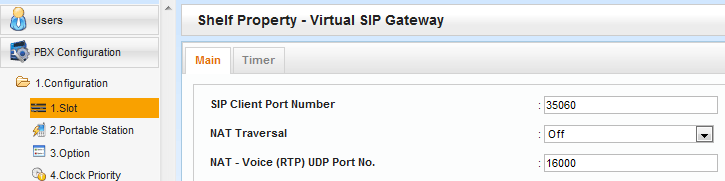 Users
PBX Configuration
1.Configuration
1.Slot
2.Portable Station
3.Option
4.Clock Priority
Shelf Property - Virtual SIP Gateway
Main Timer
SIP Client Port Number : 35060
NAT Traversal : Off
NAT - Voice (RTP) UDP Port No. : 16000